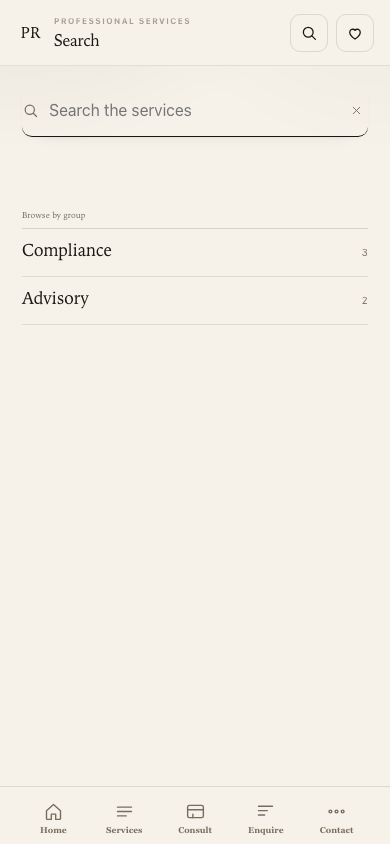 PR
PROFESSIONAL SERVICES
Search
Search the services
Browse by group
Compliance 3
Advisory 2
Home Services Consult Enquire Contact